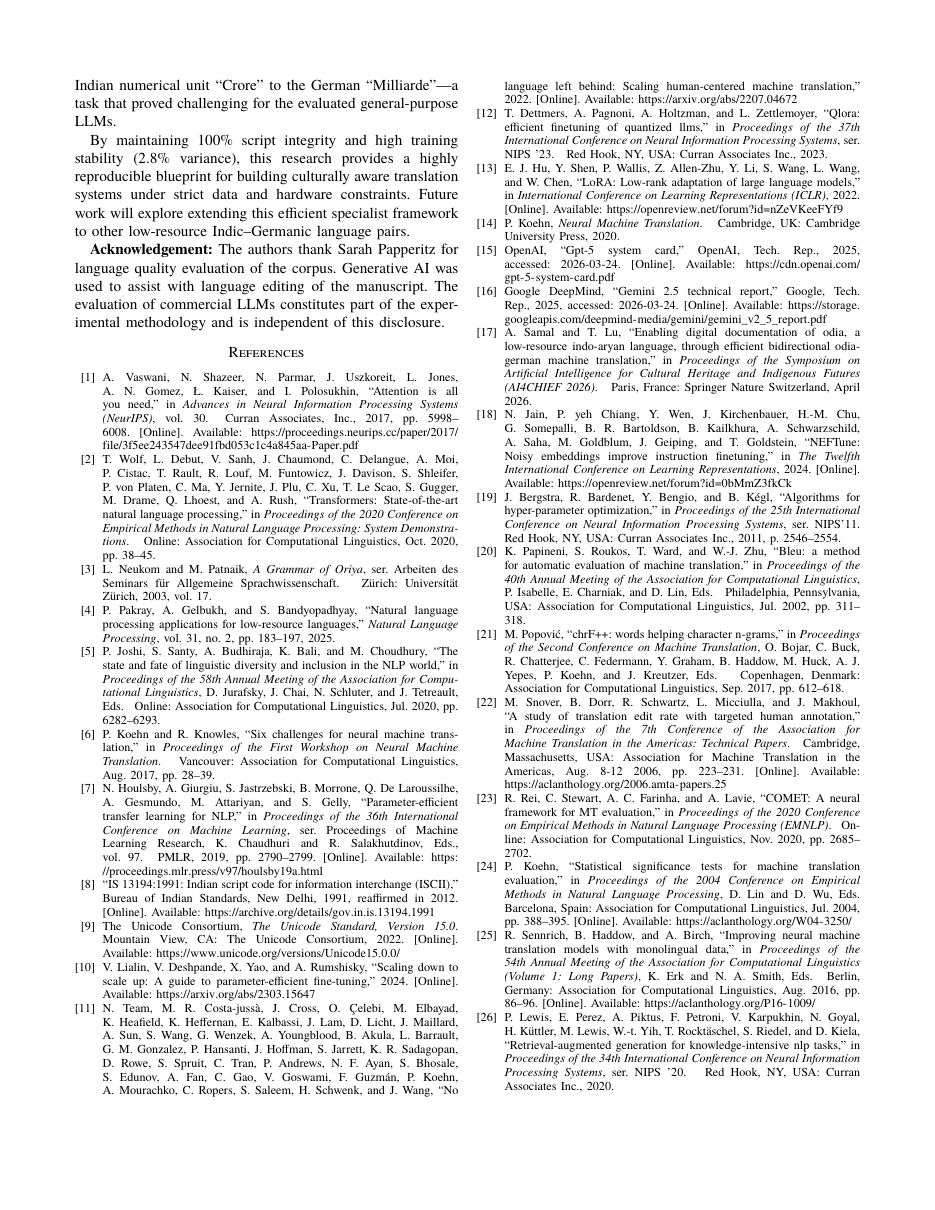 Indian numerical unit “Crore” to the German “Milliarde”—a
task that proved challenging for the evaluated general-purpose
LLMs.
By maintaining 100% script integrity and high training
stability (2.8% variance), this research provides a highly
reproducible blueprint for building culturally aware translation
systems under strict data and hardware constraints. Future
work will explore extending this efficient specialist framework
to other low-resource Indic–Germanic language pairs.
Acknowledgement: The authors thank Sarah Papperitz for
language quality evaluation of the corpus. Generative AI was
used to assist with language editing of the manuscript. The
evaluation of commercial LLMs constitutes part of the exper-
imental methodology and is independent of this disclosure.
REFERENCES
[1] A. Vaswani, N. Shazeer, N. Parmar, J. Uszkoreit, L. Jones,
A. N. Gomez, Ł. Kaiser, and I. Polosukhin, “Attention is all
you need,” in Advances in Neural Information Processing Systems
(NeurIPS), vol. 30. Curran Associates, Inc., 2017, pp. 5998–
6008. [Online]. Available: https://proceedings.neurips.cc/paper/2017/
file/3f5ee243547dee91fbd053c1c4a845aa-Paper.pdf
[2] T. Wolf, L. Debut, V. Sanh, J. Chaumond, C. Delangue, A. Moi,
P. Cistac, T. Rault, R. Louf, M. Funtowicz, J. Davison, S. Shleifer,
P. von Platen, C. Ma, Y. Jernite, J. Plu, C. Xu, T. Le Scao, S. Gugger,
M. Drame, Q. Lhoest, and A. Rush, “Transformers: State-of-the-art
natural language processing,” in Proceedings of the 2020 Conference on
Empirical Methods in Natural Language Processing: System Demonstra-
tions. Online: Association for Computational Linguistics, Oct. 2020,
pp. 38–45.
[3] L. Neukom and M. Patnaik, A Grammar of Oriya, ser. Arbeiten des
Seminars für Allgemeine Sprachwissenschaft. Zürich: Universität
Zürich, 2003, vol. 17.
[4] P. Pakray, A. Gelbukh, and S. Bandyopadhyay, “Natural language
processing applications for low-resource languages,” Natural Language
Processing, vol. 31, no. 2, pp. 183–197, 2025.
[5] P. Joshi, S. Santy, A. Budhiraja, K. Bali, and M. Choudhury, “The
state and fate of linguistic diversity and inclusion in the NLP world,” in
Proceedings of the 58th Annual Meeting of the Association for Compu-
tational Linguistics, D. Jurafsky, J. Chai, N. Schluter, and J. Tetreault,
Eds. Online: Association for Computational Linguistics, Jul. 2020, pp.
6282–6293.
[6] P. Koehn and R. Knowles, “Six challenges for neural machine trans-
lation,” in Proceedings of the First Workshop on Neural Machine
Translation. Vancouver: Association for Computational Linguistics,
Aug. 2017, pp. 28–39.
[7] N. Houlsby, A. Giurgiu, S. Jastrzebski, B. Morrone, Q. De Laroussilhe,
A. Gesmundo, M. Attariyan, and S. Gelly, “Parameter-efficient
transfer learning for NLP,” in Proceedings of the 36th International
Conference on Machine Learning, ser. Proceedings of Machine
Learning Research, K. Chaudhuri and R. Salakhutdinov, Eds.,
vol. 97. PMLR, 2019, pp. 2790–2799. [Online]. Available: https:
//proceedings.mlr.press/v97/houlsby19a.html
[8] “IS 13194:1991: Indian script code for information interchange (ISCII),”
Bureau of Indian Standards, New Delhi, 1991, reaffirmed in 2012.
[Online]. Available: https://archive.org/details/gov.in.is.13194.1991
[9] The Unicode Consortium, The Unicode Standard, Version 15.0.
Mountain View, CA: The Unicode Consortium, 2022. [Online].
Available: https://www.unicode.org/versions/Unicode15.0.0/
[10] V. Lialin, V. Deshpande, X. Yao, and A. Rumshisky, “Scaling down to
scale up: A guide to parameter-efficient fine-tuning,” 2024. [Online].
Available: https://arxiv.org/abs/2303.15647
[11] N. Team, M. R. Costa-jussà, J. Cross, O. Çelebi, M. Elbayad,
K. Heafield, K. Heffernan, E. Kalbassi, J. Lam, D. Licht, J. Maillard,
A. Sun, S. Wang, G. Wenzek, A. Youngblood, B. Akula, L. Barrault,
G. M. Gonzalez, P. Hansanti, J. Hoffman, S. Jarrett, K. R. Sadagopan,
D. Rowe, S. Spruit, C. Tran, P. Andrews, N. F. Ayan, S. Bhosale,
S. Edunov, A. Fan, C. Gao, V. Goswami, F. Guzmán, P. Koehn,
A. Mourachko, C. Ropers, S. Saleem, H. Schwenk, and J. Wang, “No
language left behind: Scaling human-centered machine translation,”
2022. [Online]. Available: https://arxiv.org/abs/2207.04672
[12] T. Dettmers, A. Pagnoni, A. Holtzman, and L. Zettlemoyer, “Qlora:
efficient finetuning of quantized llms,” in Proceedings of the 37th
International Conference on Neural Information Processing Systems, ser.
NIPS ’23. Red Hook, NY, USA: Curran Associates Inc., 2023.
[13] E. J. Hu, Y. Shen, P. Wallis, Z. Allen-Zhu, Y. Li, S. Wang, L. Wang,
and W. Chen, “LoRA: Low-rank adaptation of large language models,”
in International Conference on Learning Representations (ICLR), 2022.
[Online]. Available: https://openreview.net/forum?id=nZeVKeeFYf9
[14] P. Koehn, Neural Machine Translation. Cambridge, UK: Cambridge
University Press, 2020.
[15] OpenAI, “Gpt-5 system card,” OpenAI, Tech. Rep., 2025,
accessed: 2026-03-24. [Online]. Available: https://cdn.openai.com/
gpt-5-system-card.pdf
[16] Google DeepMind, “Gemini 2.5 technical report,” Google, Tech.
Rep., 2025, accessed: 2026-03-24. [Online]. Available: https://storage.
googleapis.com/deepmind-media/gemini/gemini_v2_5_report.pdf
[17] A. Samal and T. Lu, “Enabling digital documentation of odia, a
low-resource indo-aryan language, through efficient bidirectional odia-
german machine translation,” in Proceedings of the Symposium on
Artificial Intelligence for Cultural Heritage and Indigenous Futures
(AI4CHIEF 2026). Paris, France: Springer Nature Switzerland, April
2026.
[18] N. Jain, P. yeh Chiang, Y. Wen, J. Kirchenbauer, H.-M. Chu,
G. Somepalli, B. R. Bartoldson, B. Kailkhura, A. Schwarzschild,
A. Saha, M. Goldblum, J. Geiping, and T. Goldstein, “NEFTune:
Noisy embeddings improve instruction finetuning,” in The Twelfth
International Conference on Learning Representations, 2024. [Online].
Available: https://openreview.net/forum?id=0bMmZ3fkCk
[19] J. Bergstra, R. Bardenet, Y. Bengio, and B. Kégl, “Algorithms for
hyper-parameter optimization,” in Proceedings of the 25th International
Conference on Neural Information Processing Systems, ser. NIPS’11.
Red Hook, NY, USA: Curran Associates Inc., 2011, p. 2546–2554.
[20] K. Papineni, S. Roukos, T. Ward, and W.-J. Zhu, “Bleu: a method
for automatic evaluation of machine translation,” in Proceedings of the
40th Annual Meeting of the Association for Computational Linguistics,
P. Isabelle, E. Charniak, and D. Lin, Eds. Philadelphia, Pennsylvania,
USA: Association for Computational Linguistics, Jul. 2002, pp. 311–
318.
[21] M. Popović, “chrF++: words helping character n-grams,” in Proceedings
of the Second Conference on Machine Translation, O. Bojar, C. Buck,
R. Chatterjee, C. Federmann, Y. Graham, B. Haddow, M. Huck, A. J.
Yepes, P. Koehn, and J. Kreutzer, Eds. Copenhagen, Denmark:
Association for Computational Linguistics, Sep. 2017, pp. 612–618.
[22] M. Snover, B. Dorr, R. Schwartz, L. Micciulla, and J. Makhoul,
“A study of translation edit rate with targeted human annotation,”
in Proceedings of the 7th Conference of the Association for
Machine Translation in the Americas: Technical Papers. Cambridge,
Massachusetts, USA: Association for Machine Translation in the
Americas, Aug. 8-12 2006, pp. 223–231. [Online]. Available:
https://aclanthology.org/2006.amta-papers.25
[23] R. Rei, C. Stewart, A. C. Farinha, and A. Lavie, “COMET: A neural
framework for MT evaluation,” in Proceedings of the 2020 Conference
on Empirical Methods in Natural Language Processing (EMNLP). On-
line: Association for Computational Linguistics, Nov. 2020, pp. 2685–
2702.
[24] P. Koehn, “Statistical significance tests for machine translation
evaluation,” in Proceedings of the 2004 Conference on Empirical
Methods in Natural Language Processing, D. Lin and D. Wu, Eds.
Barcelona, Spain: Association for Computational Linguistics, Jul. 2004,
pp. 388–395. [Online]. Available: https://aclanthology.org/W04-3250/
[25] R. Sennrich, B. Haddow, and A. Birch, “Improving neural machine
translation models with monolingual data,” in Proceedings of the
54th Annual Meeting of the Association for Computational Linguistics
(Volume 1: Long Papers), K. Erk and N. A. Smith, Eds. Berlin,
Germany: Association for Computational Linguistics, Aug. 2016, pp.
86–96. [Online]. Available: https://aclanthology.org/P16-1009/
[26] P. Lewis, E. Perez, A. Piktus, F. Petroni, V. Karpukhin, N. Goyal,
H. Küttler, M. Lewis, W.-t. Yih, T. Rocktäschel, S. Riedel, and D. Kiela,
“Retrieval-augmented generation for knowledge-intensive nlp tasks,” in
Proceedings of the 34th International Conference on Neural Information
Processing Systems, ser. NIPS ’20. Red Hook, NY, USA: Curran
Associates Inc., 2020.